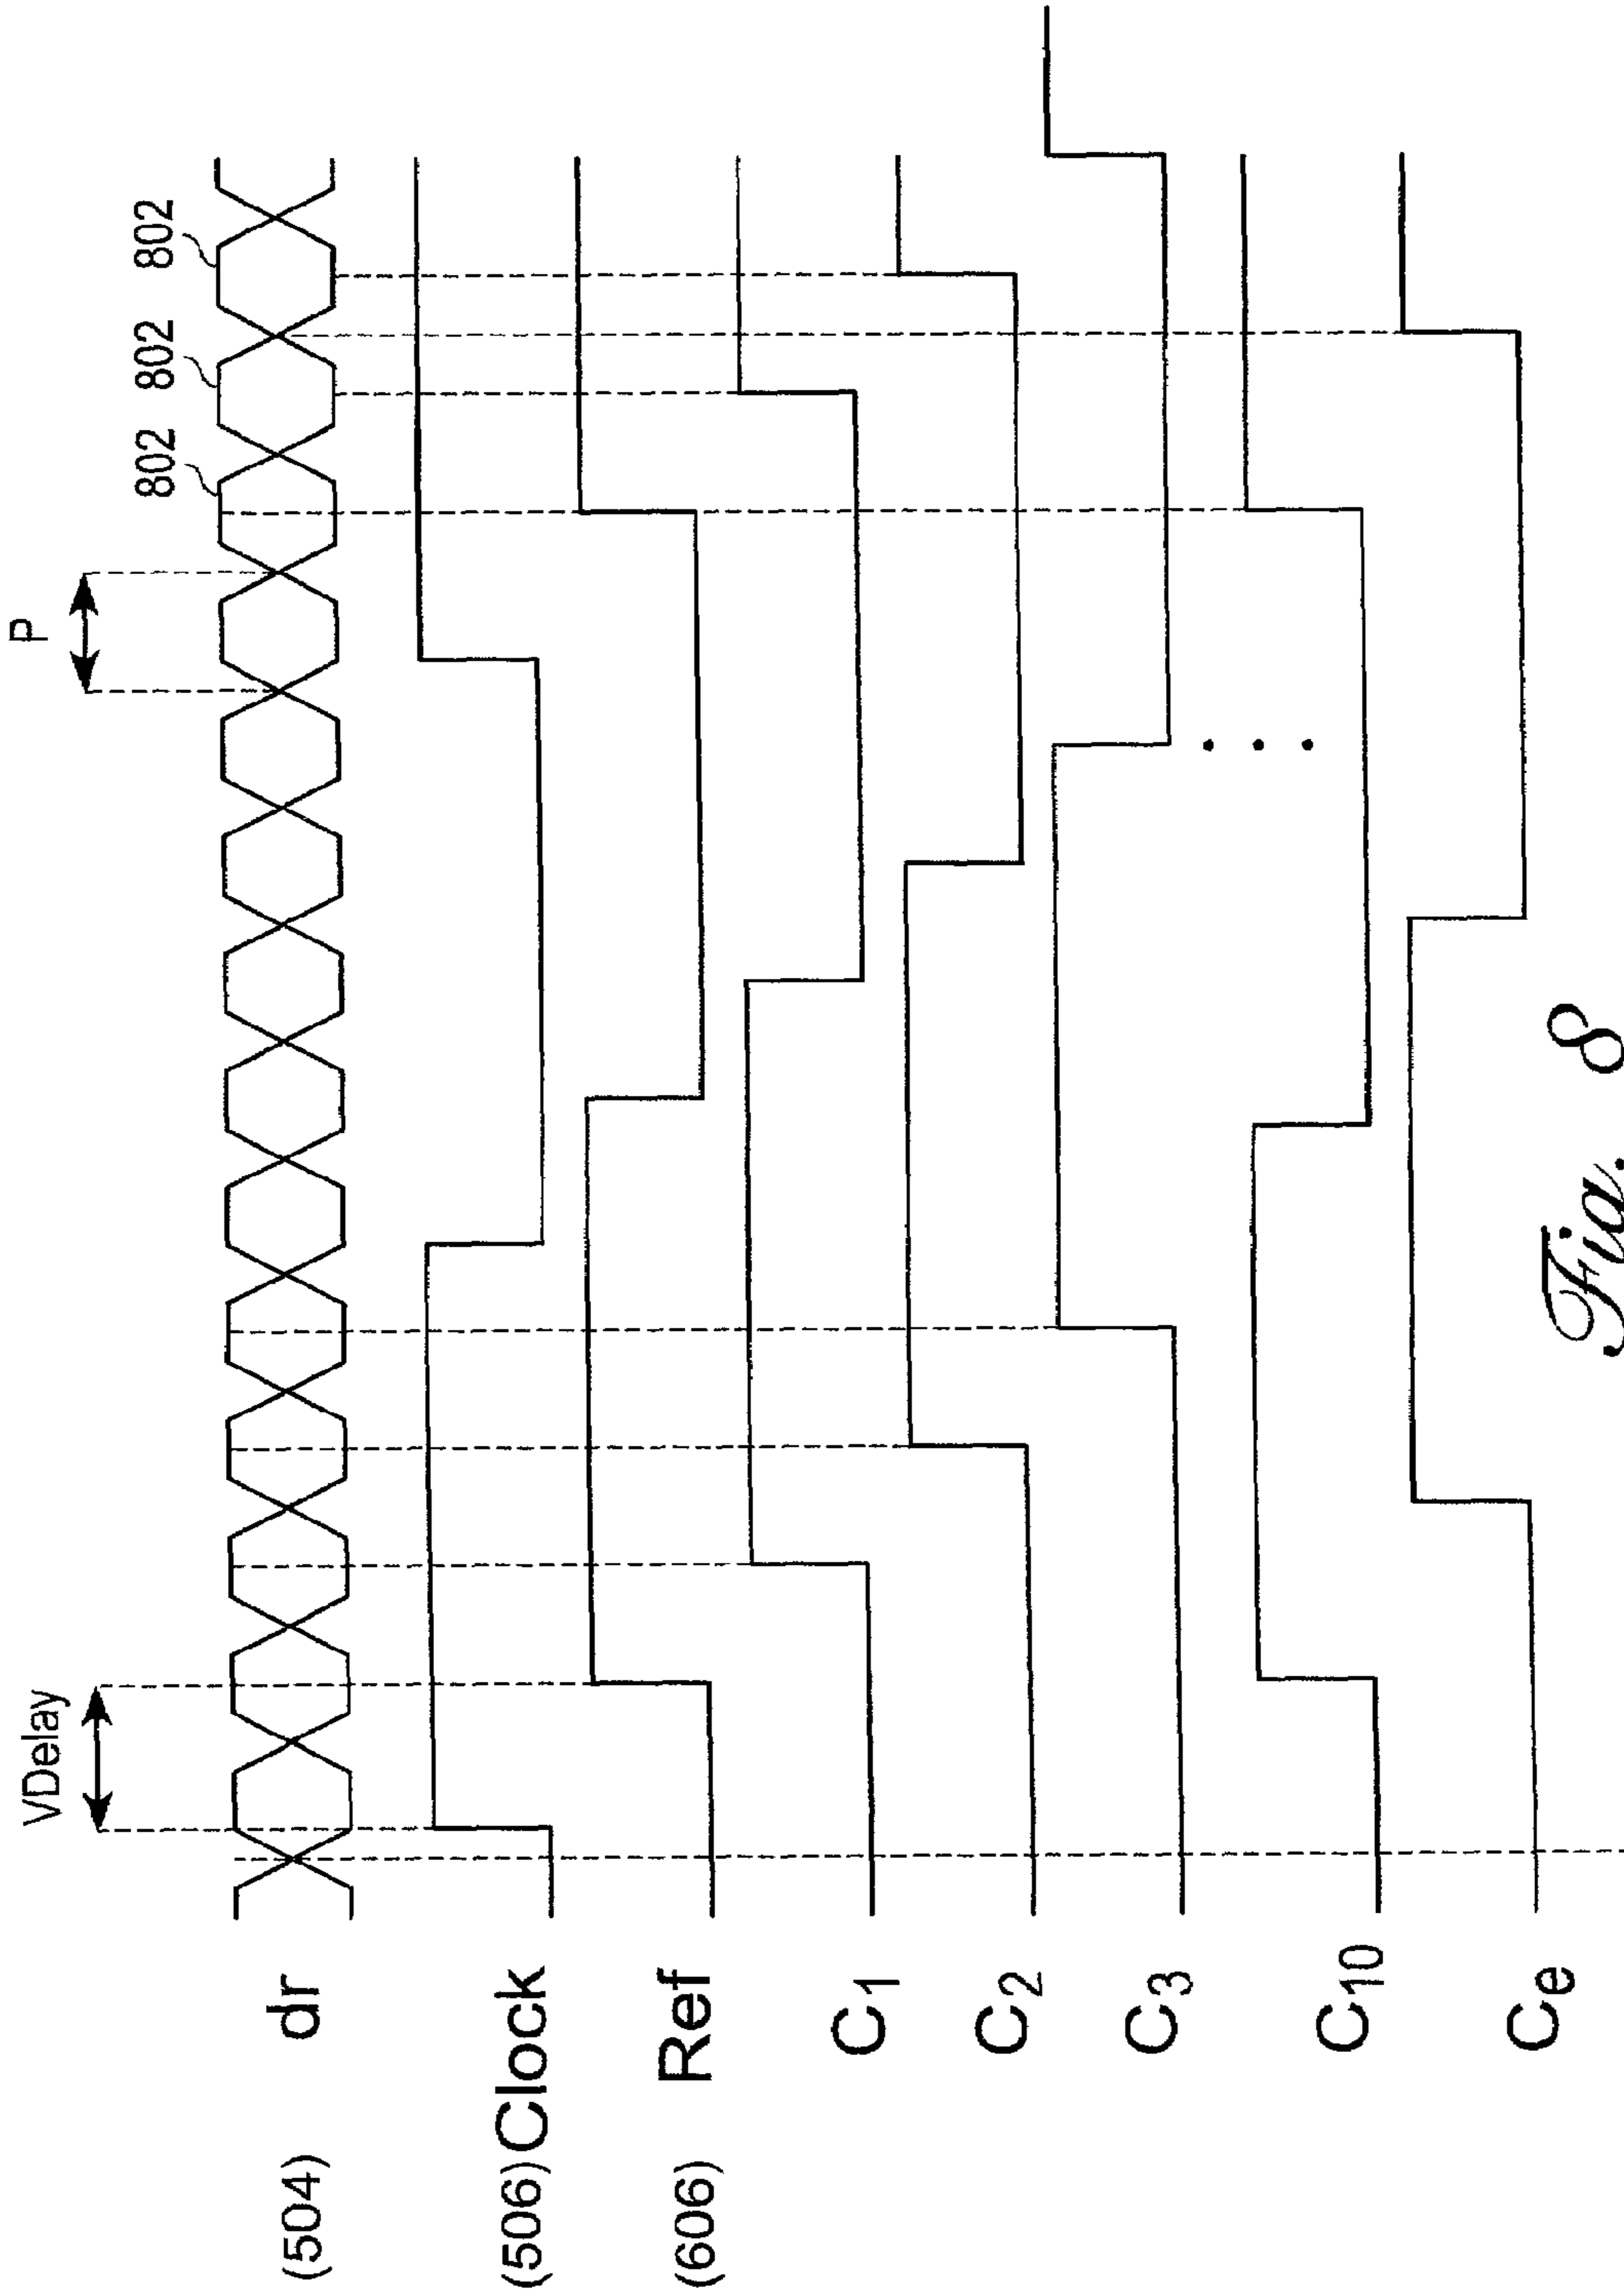 VDelay
P
802 802 802
(504) dr
(506) Clock
(606) Ref
C1
C2
C3
C10
Ce
Fig. 8